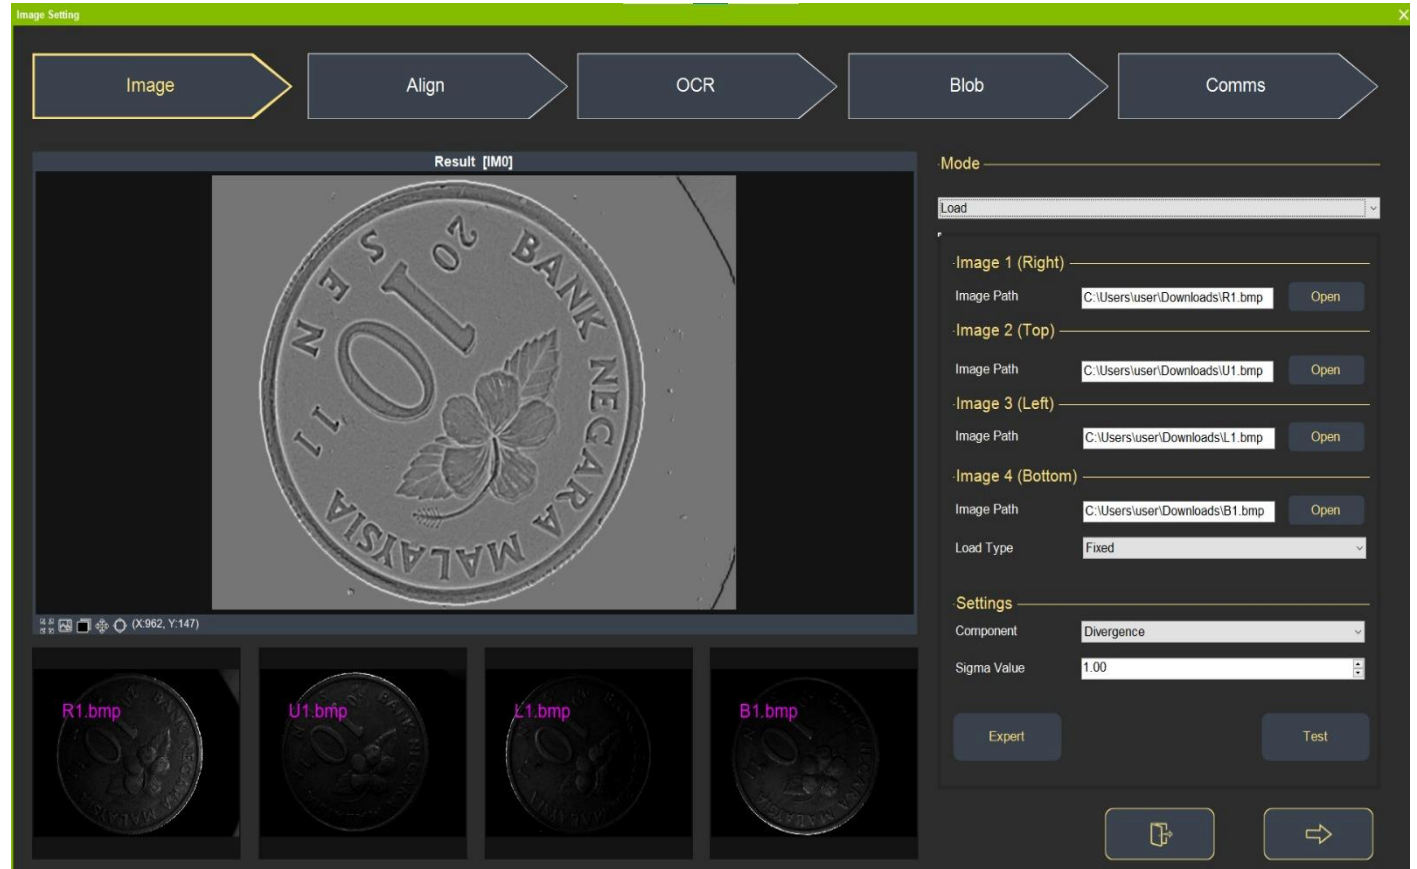 Image Setting
Image
Align
OCR
Blob
Comms
Result [IM0]
BANK NEGARA MALAYSIA
20
SEN
10
11
(X:962, Y:147)
R1.bmp
U1.bmp
L1.bmp
B1.bmp
Mode
Load
Image 1 (Right)
Image Path C:\Users\user\Downloads\R1.bmp Open
Image 2 (Top)
Image Path C:\Users\user\Downloads\U1.bmp Open
Image 3 (Left)
Image Path C:\Users\user\Downloads\L1.bmp Open
Image 4 (Bottom)
Image Path C:\Users\user\Downloads\B1.bmp Open
Load Type Fixed
Settings
Component Divergence
Sigma Value 1.00
Expert Test